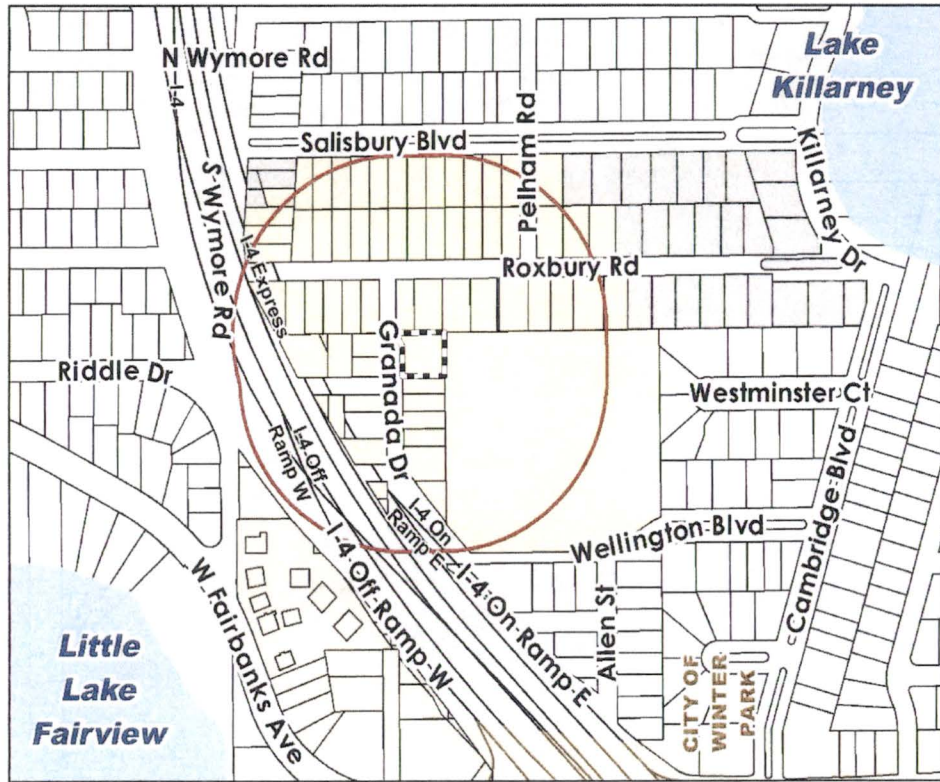 N Wymore Rd
I-4
Lake
Killarney
Salisbury Blvd
Pelham Rd
Killarney Dr
S Wymore Rd
I-4 Express
Roxbury Rd
Granada Dr
Riddle Dr
Westminster Ct
I-4 Off
Ramp W
I-4 On
Ramp E
Cambridge Blvd
Wellington Blvd
I-4 Off Ramp W
I-4 On Ramp E
W Fairbanks Ave
Allen St
Little
Lake
Fairview
CITY OF
WINTER
PARK